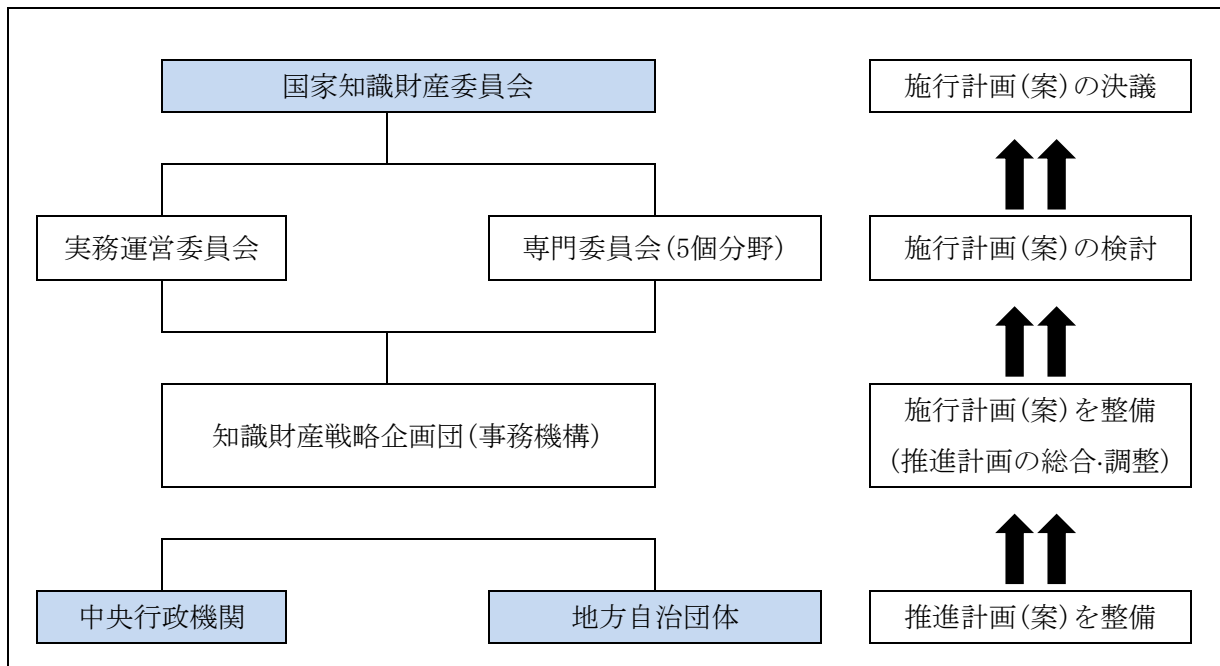 国家知識財産委員会
施行計画(案)の決議
実務運営委員会
専門委員会(5個分野)
施行計画(案)の検討
知識財産戦略企画団(事務機構)
施行計画(案)を整備
(推進計画の総合·調整)
中央行政機関
地方自治団体
推進計画(案)を整備